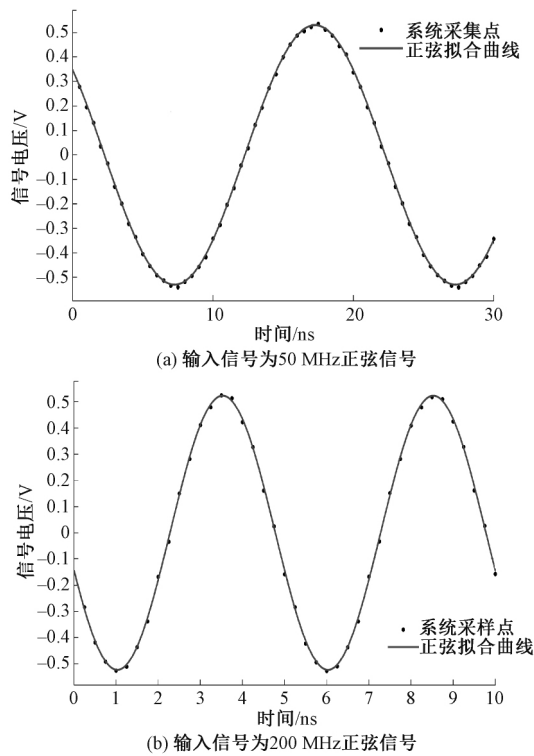 0.5
0.4
0.3
0.2
0.1
0
-0.1
-0.2
-0.3
-0.4
-0.5
信号电压/V
系统采集点
正弦拟合曲线
0 10 20 30
时间/ns
(a) 输入信号为50 MHz正弦信号
0.5
0.4
0.3
0.2
0.1
0
-0.1
-0.2
-0.3
-0.4
-0.5
信号电压/V
系统采样点
正弦拟合曲线
0 1 2 3 4 5 6 7 8 9 10
时间/ns
(b) 输入信号为200 MHz正弦信号